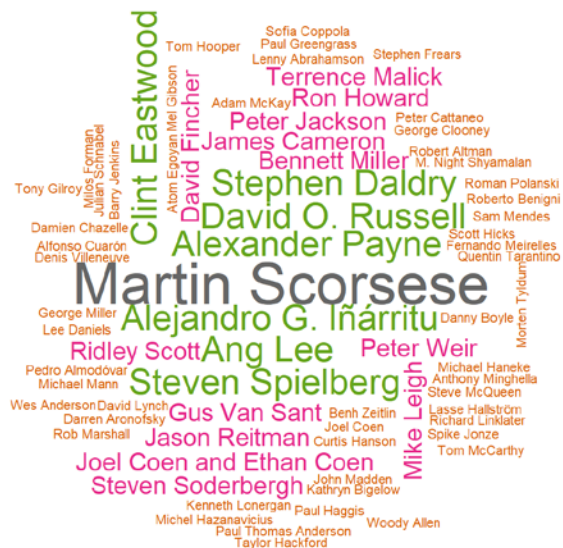 Sofia Coppola
Tom Hooper
Paul Greengrass
Lenny Abrahamson
Stephen Frears
Clint Eastwood
Terrence Malick
David Fincher
Mel Gibson
Atom Egoyan
Adam McKay
Ron Howard
Peter Jackson
Peter Cattaneo
George Clooney
James Cameron
Bennett Miller
Robert Altman
M. Night Shyamalan
Milos Forman
Julian Schnabel
Barry Jenkins
Tony Gilroy
Stephen Daldry
Roman Polanski
Roberto Benigni
David O. Russell
Sam Mendes
Damien Chazelle
Alexander Payne
Scott Hicks
Alfonso Cuarón
Fernando Meirelles
Denis Villeneuve
Quentin Tarantino
Martin Scorsese
Morten Tyldum
George Miller
Alejandro G. Iñárritu
Danny Boyle
Lee Daniels
Ridley Scott
Ang Lee
Peter Weir
Pedro Almodóvar
Michael Haneke
Michael Mann
Steven Spielberg
Anthony Minghella
Steve McQueen
Mike Leigh
Wes Anderson
David Lynch
Gus Van Sant
Benh Zeitlin
Lasse Hallström
Darren Aronofsky
Joel Coen
Richard Linklater
Rob Marshall
Jason Reitman
Curtis Hanson
Spike Jonze
Tom McCarthy
Joel Coen and Ethan Coen
Steven Soderbergh
John Madden
Kathryn Bigelow
Kenneth Lonergan
Paul Haggis
Michel Hazanavicius
Woody Allen
Paul Thomas Anderson
Taylor Hackford